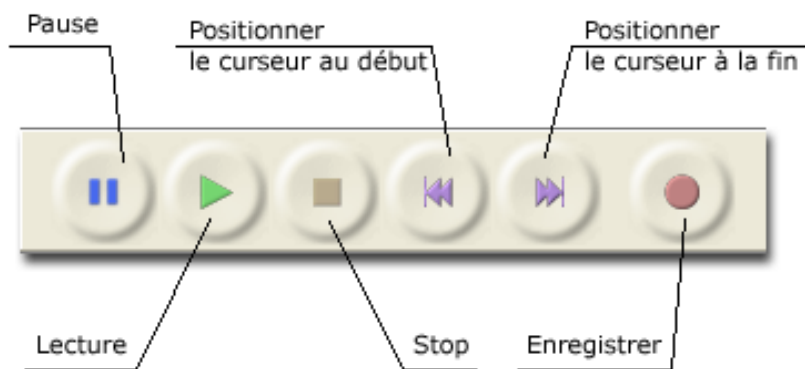 Pause
Positionner
le curseur au début
Positionner
le curseur à la fin
Lecture
Stop
Enregistrer